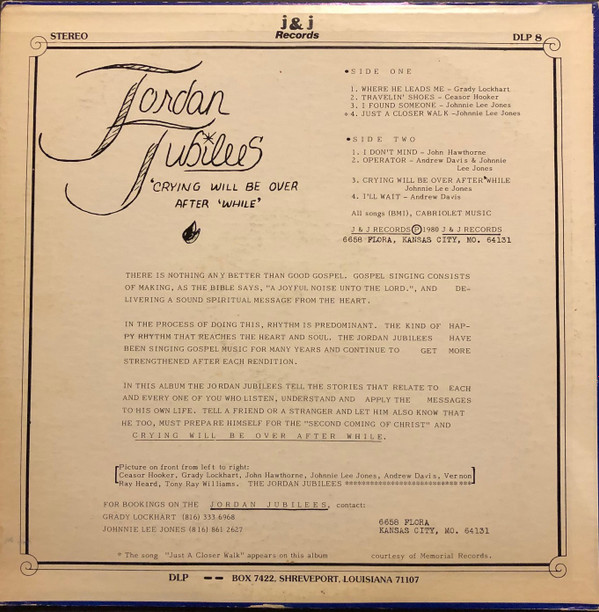 j & j
Records
STEREO
DLP 8
Jordan
Jubilees
'CRYING WILL BE OVER
AFTER 'WHILE'
•SIDE ONE
1. WHERE HE LEADS ME - Grady Lockhart
2. TRAVELIN' SHOES - Ceasor Hooker
3. I FOUND SOMEONE - Johnnie Lee Jones
* 4. JUST A CLOSER WALK - Johnnie Lee Jones
•SIDE TWO
1. I DON'T MIND - John Hawthorne
2. OPERATOR - Andrew Davis & Johnnie
Lee Jones
3. CRYING WILL BE OVER AFTER'WHILE
Johnnie Lee Jones
4. I'LL WAIT - Andrew Davis
All songs (BMI), CABRIOLET MUSIC
J & J RECORDS Ⓟ 1980 J & J RECORDS
6658 FLORA, KANSAS CITY, MO. 64131
THERE IS NOTHING ANY BETTER THAN GOOD GOSPEL. GOSPEL SINGING CONSISTS
OF MAKING, AS THE BIBLE SAYS, "A JOYFUL NOISE UNTO THE LORD.", AND DE-
LIVERING A SOUND SPIRITUAL MESSAGE FROM THE HEART.
IN THE PROCESS OF DOING THIS, RHYTHM IS PREDOMINANT. THE KIND OF HAP-
PY RHYTHM THAT REACHES THE HEART AND SOUL. THE JORDAN JUBILEES HAVE
BEEN SINGING GOSPEL MUSIC FOR MANY YEARS AND CONTINUE TO GET MORE
STRENGTHENED AFTER EACH RENDITION.
IN THIS ALBUM THE JORDAN JUBILEES TELL THE STORIES THAT RELATE TO EACH
AND EVERY ONE OF YOU WHO LISTEN, UNDERSTAND AND APPLY THE MESSAGES
TO HIS OWN LIFE. TELL A FRIEND OR A STRANGER AND LET HIM ALSO KNOW THAT
HE TOO, MUST PREPARE HIMSELF FOR THE "SECOND COMING OF CHRIST" AND
CRYING WILL BE OVER AFTER WHILE.
Picture on front from left to right:
Ceasor Hooker, Grady Lockhart, John Hawthorne, Johnnie Lee Jones, Andrew Davis, Vernon
Ray Heard, Tony Ray Williams. THE JORDAN JUBILEES ******************************
FOR BOOKINGS ON THE JORDAN JUBILEES, contact:
GRADY LOCKHART (816) 333 6968
JOHNNIE LEE JONES (816) 861 2627
6658 FLORA
KANSAS CITY, MO. 64131
* The song "Just A Closer Walk" appears on this album courtesy of Memorial Records.
DLP -- BOX 7422, SHREVEPORT, LOUISIANA 71107